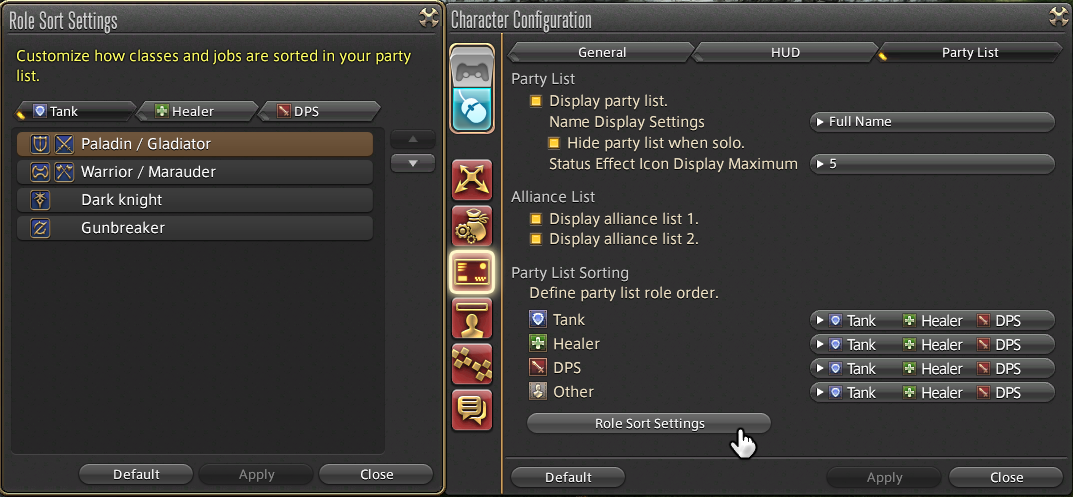 Role Sort Settings
Customize how classes and jobs are sorted in your party
list.
Tank Healer DPS
Paladin / Gladiator
Warrior / Marauder
Dark knight
Gunbreaker
Default Apply Close
Character Configuration
General HUD Party List
Party List
Display party list.
Name Display Settings Full Name
Hide party list when solo.
Status Effect Icon Display Maximum 5
Alliance List
Display alliance list 1.
Display alliance list 2.
Party List Sorting
Define party list role order.
Tank Tank Healer DPS
Healer Tank Healer DPS
DPS Tank Healer DPS
Other Tank Healer DPS
Role Sort Settings
Default Apply Close